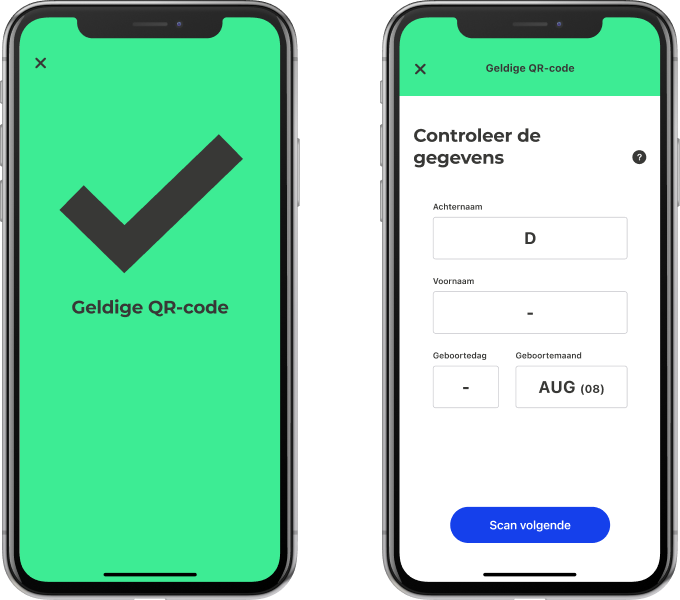 Geldige QR-code
Geldige QR-code
Controleer de
gegevens
?
Achternaam
D
Voornaam
-
Geboortedag
Geboortemaand
-
AUG (08)
Scan volgende